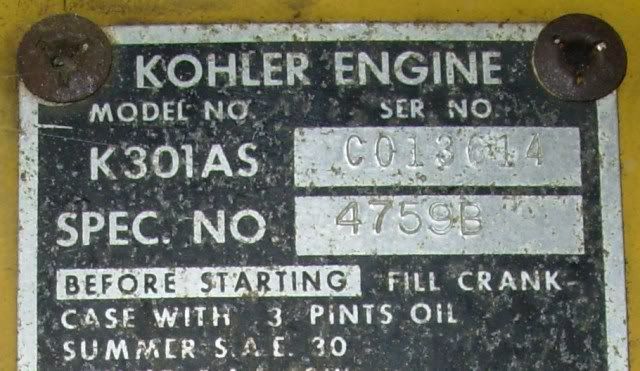 KOHLER ENGINE
MODEL NO SER NO
K301AS C013614
SPEC. NO 4759B
BEFORE STARTING FILL CRANK-
CASE WITH 3 PINTS OIL
SUMMER S.A.E. 30